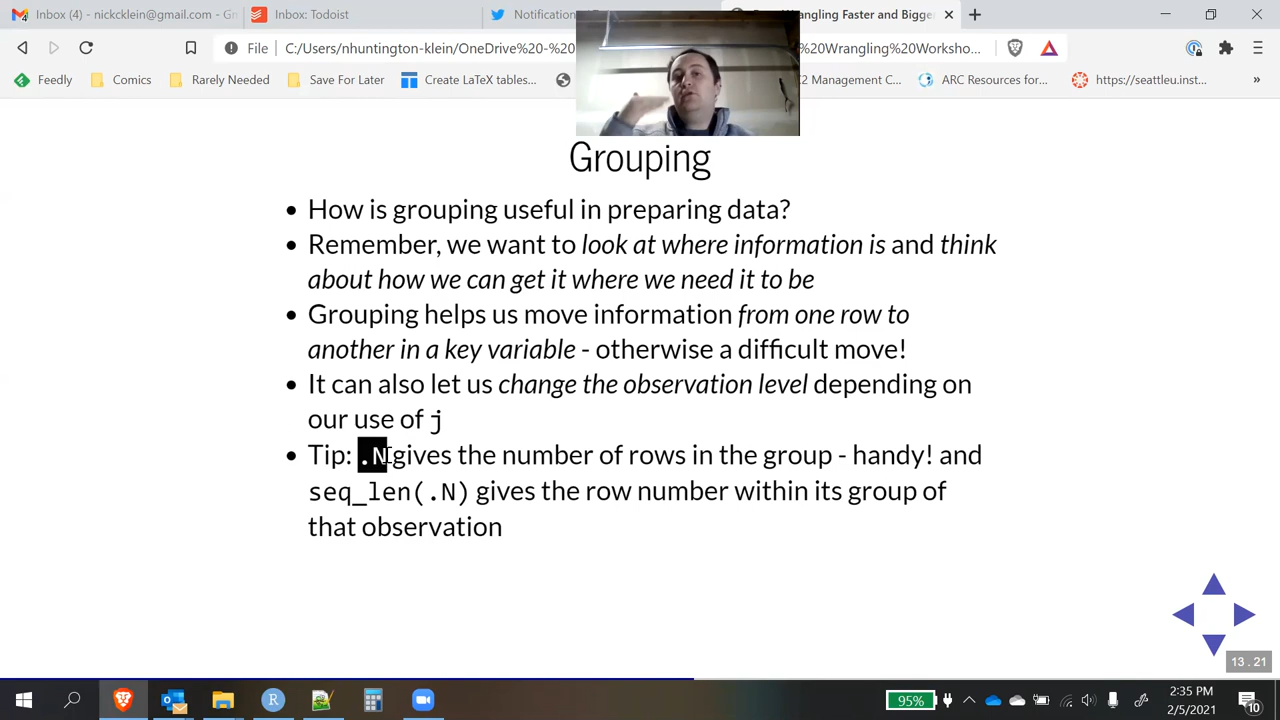 Inbox - nickcklein@gmail.com - Gn
Inbox: Todoist
Notification
Wrangling Faster and Bigge
File
C:/Users/nhuntington-klein/OneDrive%20-%20
%20Wrangling%20Worksho...
Feedly
Comics
Rarely Needed
Save For Later
Create LaTeX tables...
2 Management C...
ARC Resources for...
https://seattleu.inst...
»
Grouping
• How is grouping useful in preparing data?
• Remember, we want to look at where information is and think
about how we can get it where we need it to be
• Grouping helps us move information from one row to
another in a key variable - otherwise a difficult move!
• It can also let us change the observation level depending on
our use of j
• Tip: .N gives the number of rows in the group - handy! and
seq_len(.N) gives the row number within its group of
that observation
13.21
95%
2:35 PM
2/5/2021
10